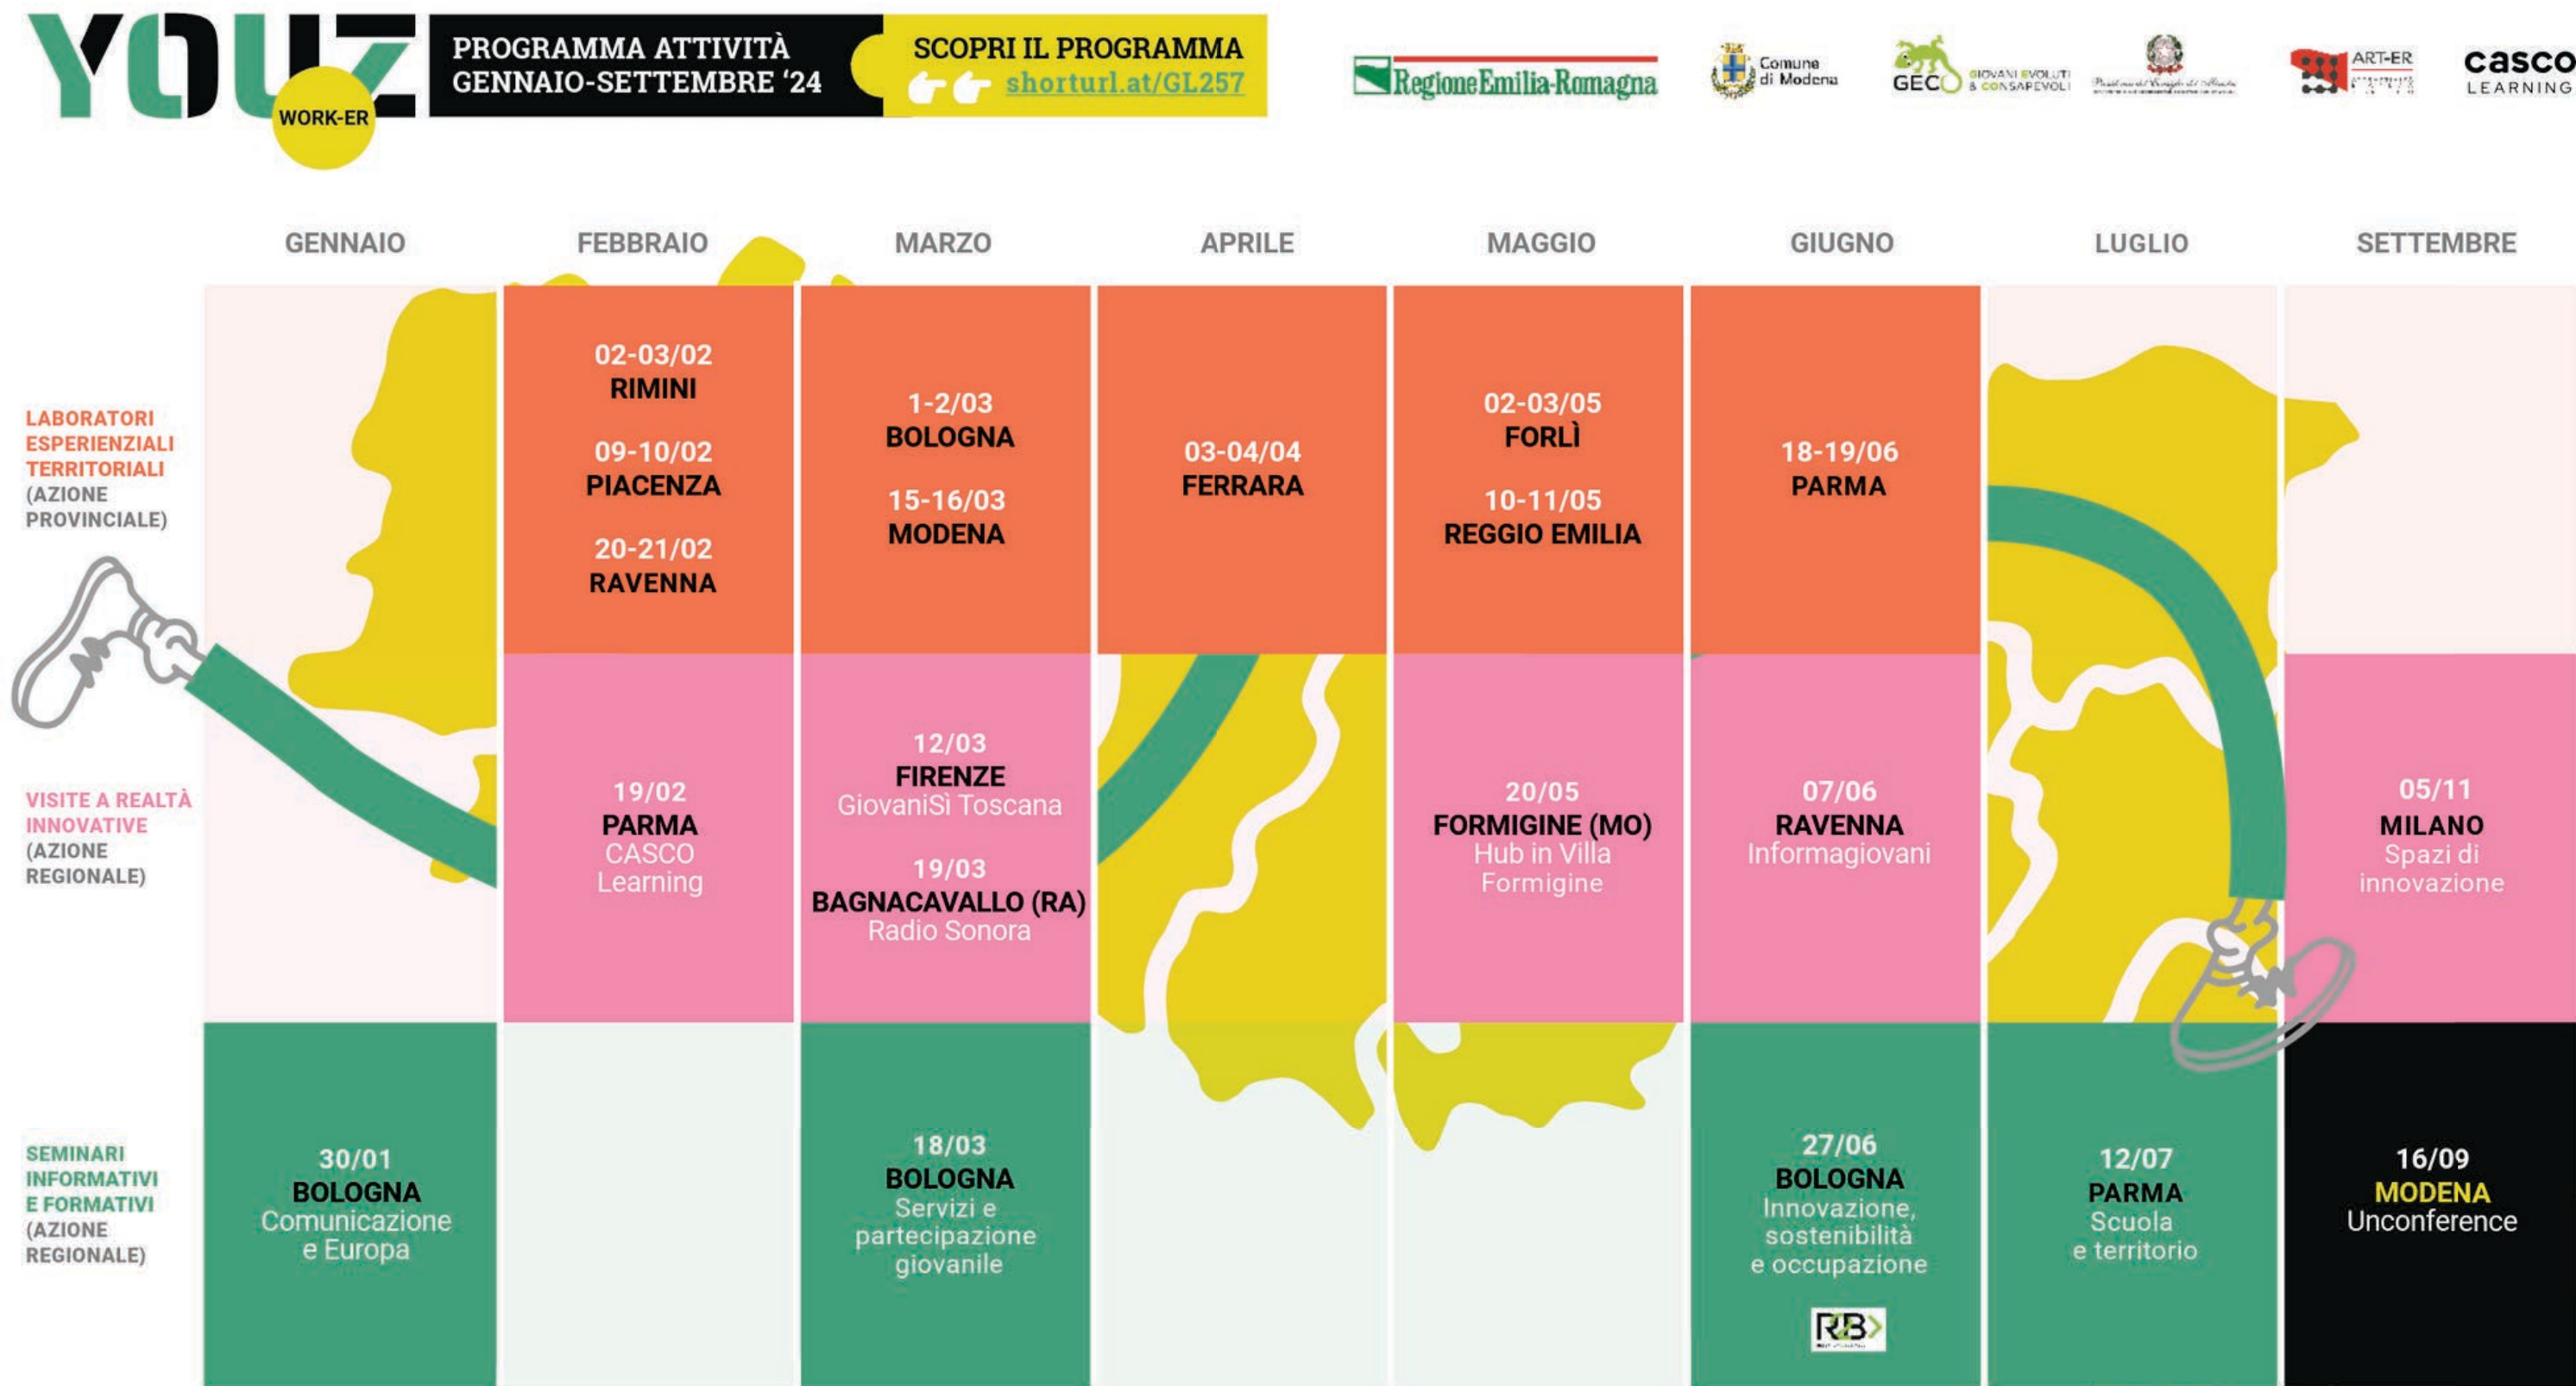 YOUZ
WORK-ER
PROGRAMMA ATTIVITÀ
GENNAIO-SETTEMBRE ‘24
SCOPRI IL PROGRAMMA
shorturl.at/GL257
RegioneEmilia-Romagna
Comune
di Modena
GECO
GIOVANI EVOLUTI
& CONSAPEVOLI
ART-ER
casco
LEARNING
GENNAIO
FEBBRAIO
MARZO
APRILE
MAGGIO
GIUGNO
LUGLIO
SETTEMBRE
LABORATORI
ESPERIENZIALI
TERRITORIALI
(AZIONE
PROVINCIALE)
02-03/02
RIMINI
09-10/02
PIACENZA
20-21/02
RAVENNA
1-2/03
BOLOGNA
15-16/03
MODENA
03-04/04
FERRARA
02-03/05
FORLÌ
10-11/05
REGGIO EMILIA
18-19/06
PARMA
VISITE A REALTÀ
INNOVATIVE
(AZIONE
REGIONALE)
19/02
PARMA
CASCO
Learning
12/03
FIRENZE
GiovaniSì Toscana
19/03
BAGNACAVALLO (RA)
Radio Sonora
20/05
FORMIGINE (MO)
Hub in Villa
Formigine
07/06
RAVENNA
Informagiovani
05/11
MILANO
Spazi di
innovazione
SEMINARI
INFORMATIVI
E FORMATIVI
(AZIONE
REGIONALE)
30/01
BOLOGNA
Comunicazione
e Europa
18/03
BOLOGNA
Servizi e
partecipazione
giovanile
27/06
BOLOGNA
Innovazione,
sostenibilità
e occupazione
R2B
12/07
PARMA
Scuola
e territorio
16/09
MODENA
Unconference